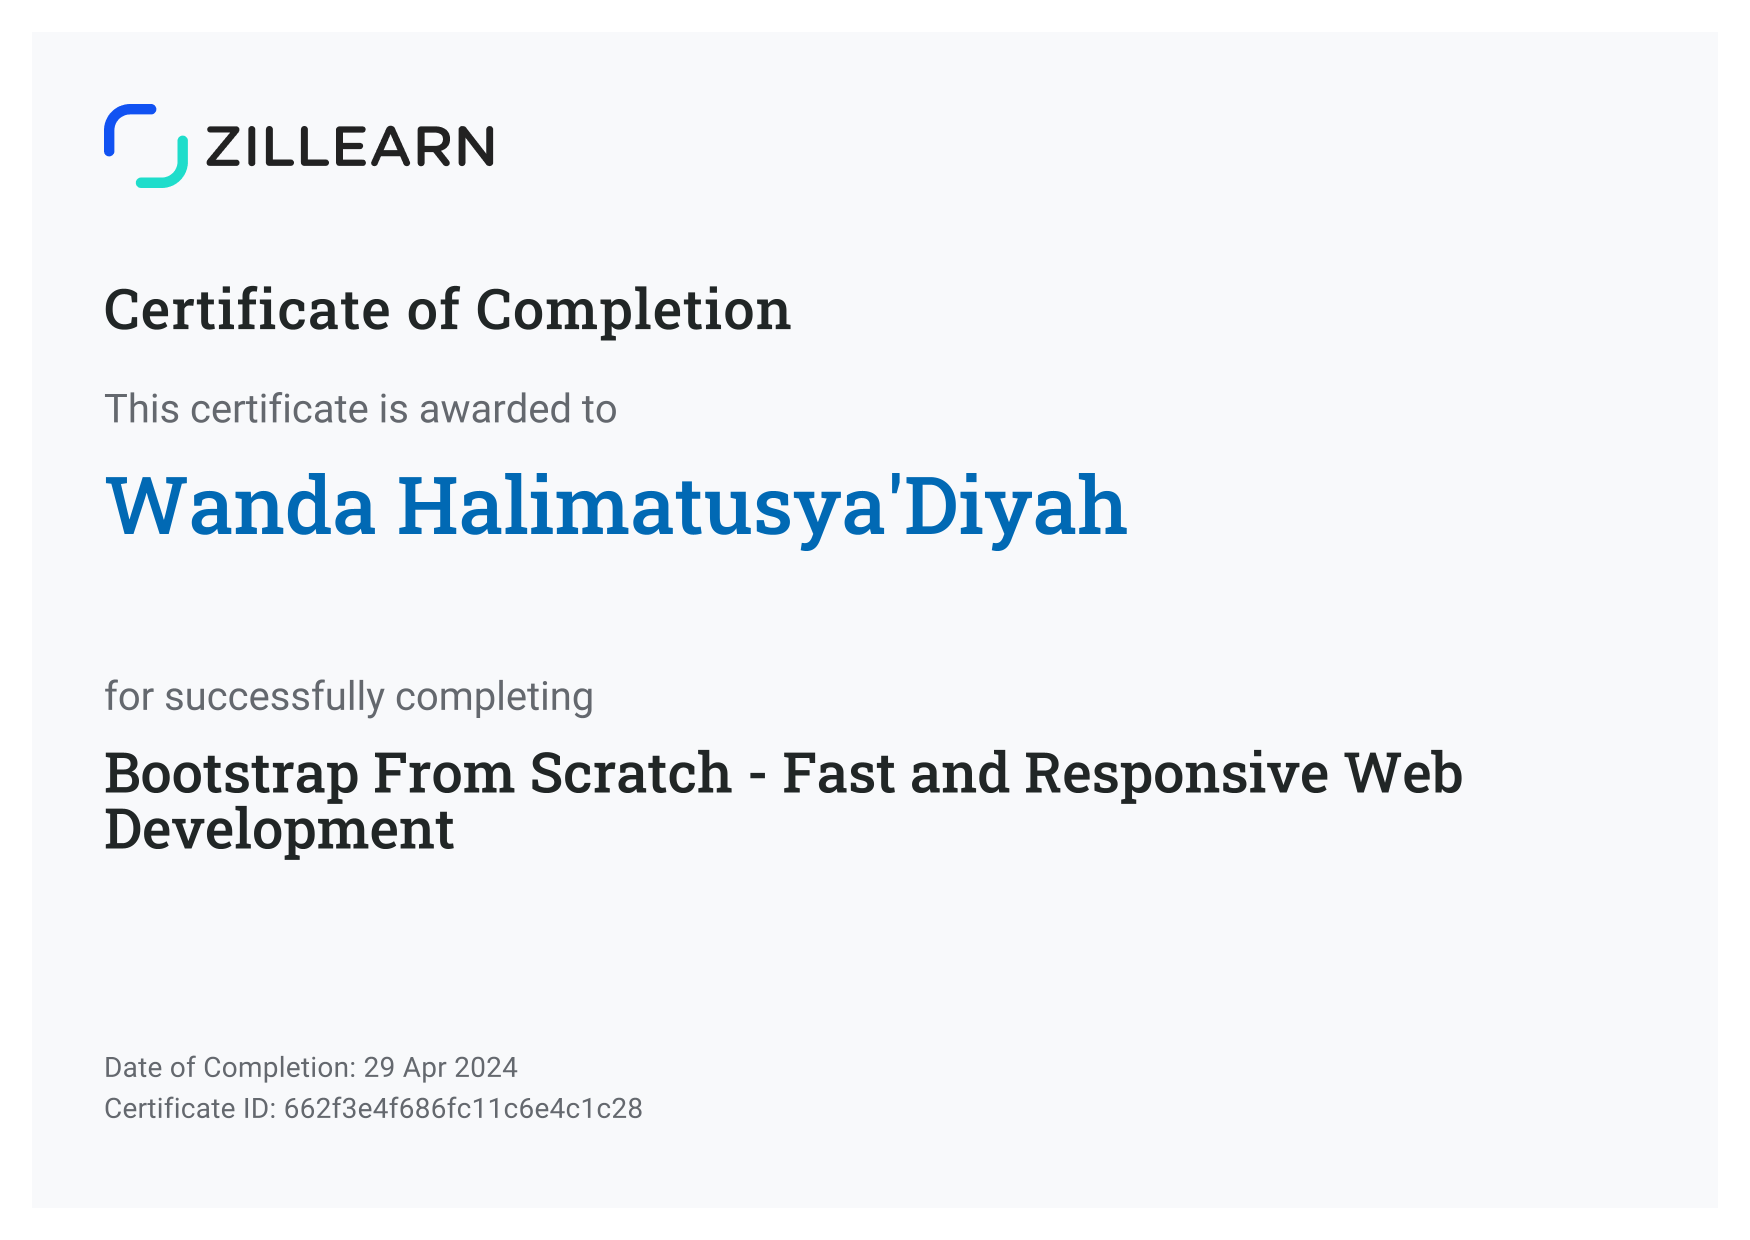 ZILLEARN
Certificate of Completion
This certificate is awarded to
Wanda Halimatusya'Diyah
for successfully completing
Bootstrap From Scratch - Fast and Responsive Web
Development
Date of Completion: 29 Apr 2024
Certificate ID: 662f3e4f686fc11c6e4c1c28